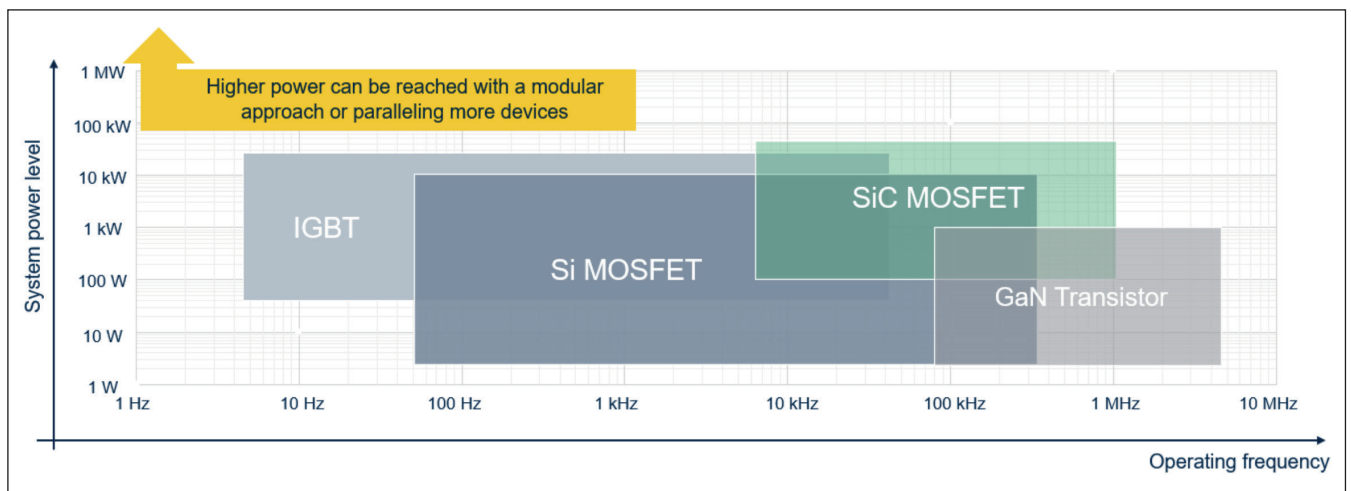 Higher power can be reached with a modular
approach or paralleling more devices
System power level
1 MW
100 kW
10 kW
1 kW
100 W
10 W
1 W
IGBT
Si MOSFET
SiC MOSFET
GaN Transistor
1 Hz
10 Hz
100 Hz
1 kHz
10 kHz
100 kHz
1 MHz
10 MHz
Operating frequency